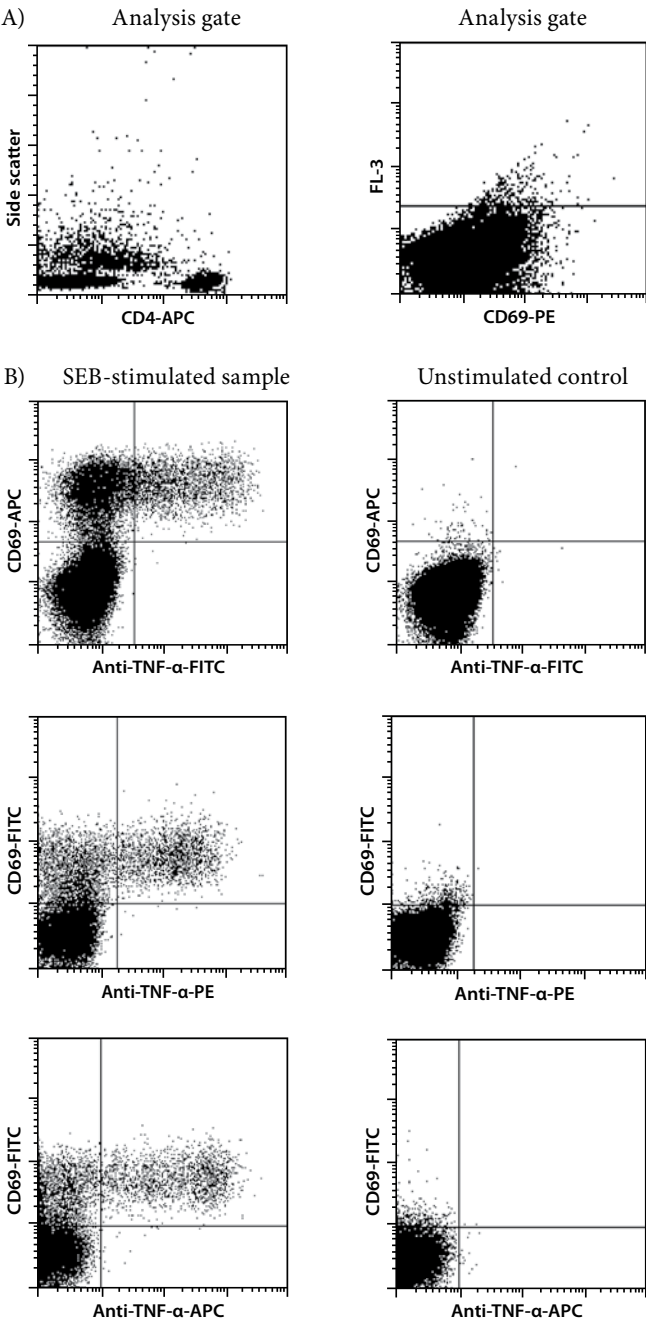 A)
Analysis gate
Analysis gate
Side scatter
CD4-APC
FL-3
CD69-PE
B)
SEB-stimulated sample
Unstimulated control
CD69-APC
Anti-TNF-α-FITC
CD69-APC
Anti-TNF-α-FITC
CD69-FITC
Anti-TNF-α-PE
CD69-FITC
Anti-TNF-α-PE
CD69-FITC
Anti-TNF-α-APC
CD69-FITC
Anti-TNF-α-APC